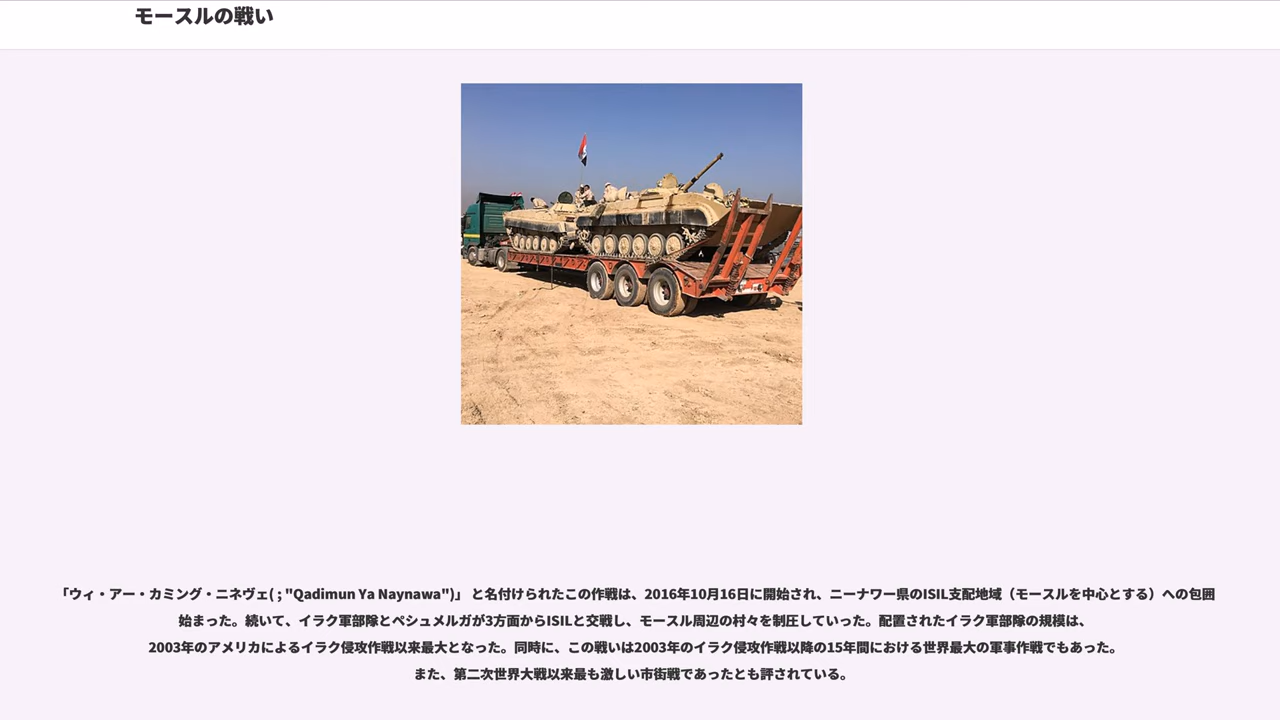 モースルの戦い
「ウィ・アー・カミング・ニネヴェ( ; "Qadimun Ya Naynawa")」 と名付けられたこの作戦は、2016年10月16日に開始され、ニーナワー県のISIL支配地域（モースルを中心とする）への包囲
始まった。続いて、イラク軍部隊とペシュメルガが3方面からISILと交戦し、モースル周辺の村々を制圧していった。配置されたイラク軍部隊の規模は、
2003年のアメリカによるイラク侵攻作戦以来最大となった。同時に、この戦いは2003年のイラク侵攻作戦以降の15年間における世界最大の軍事作戦でもあった。
また、第二次世界大戦以来最も激しい市街戦であったとも評されている。